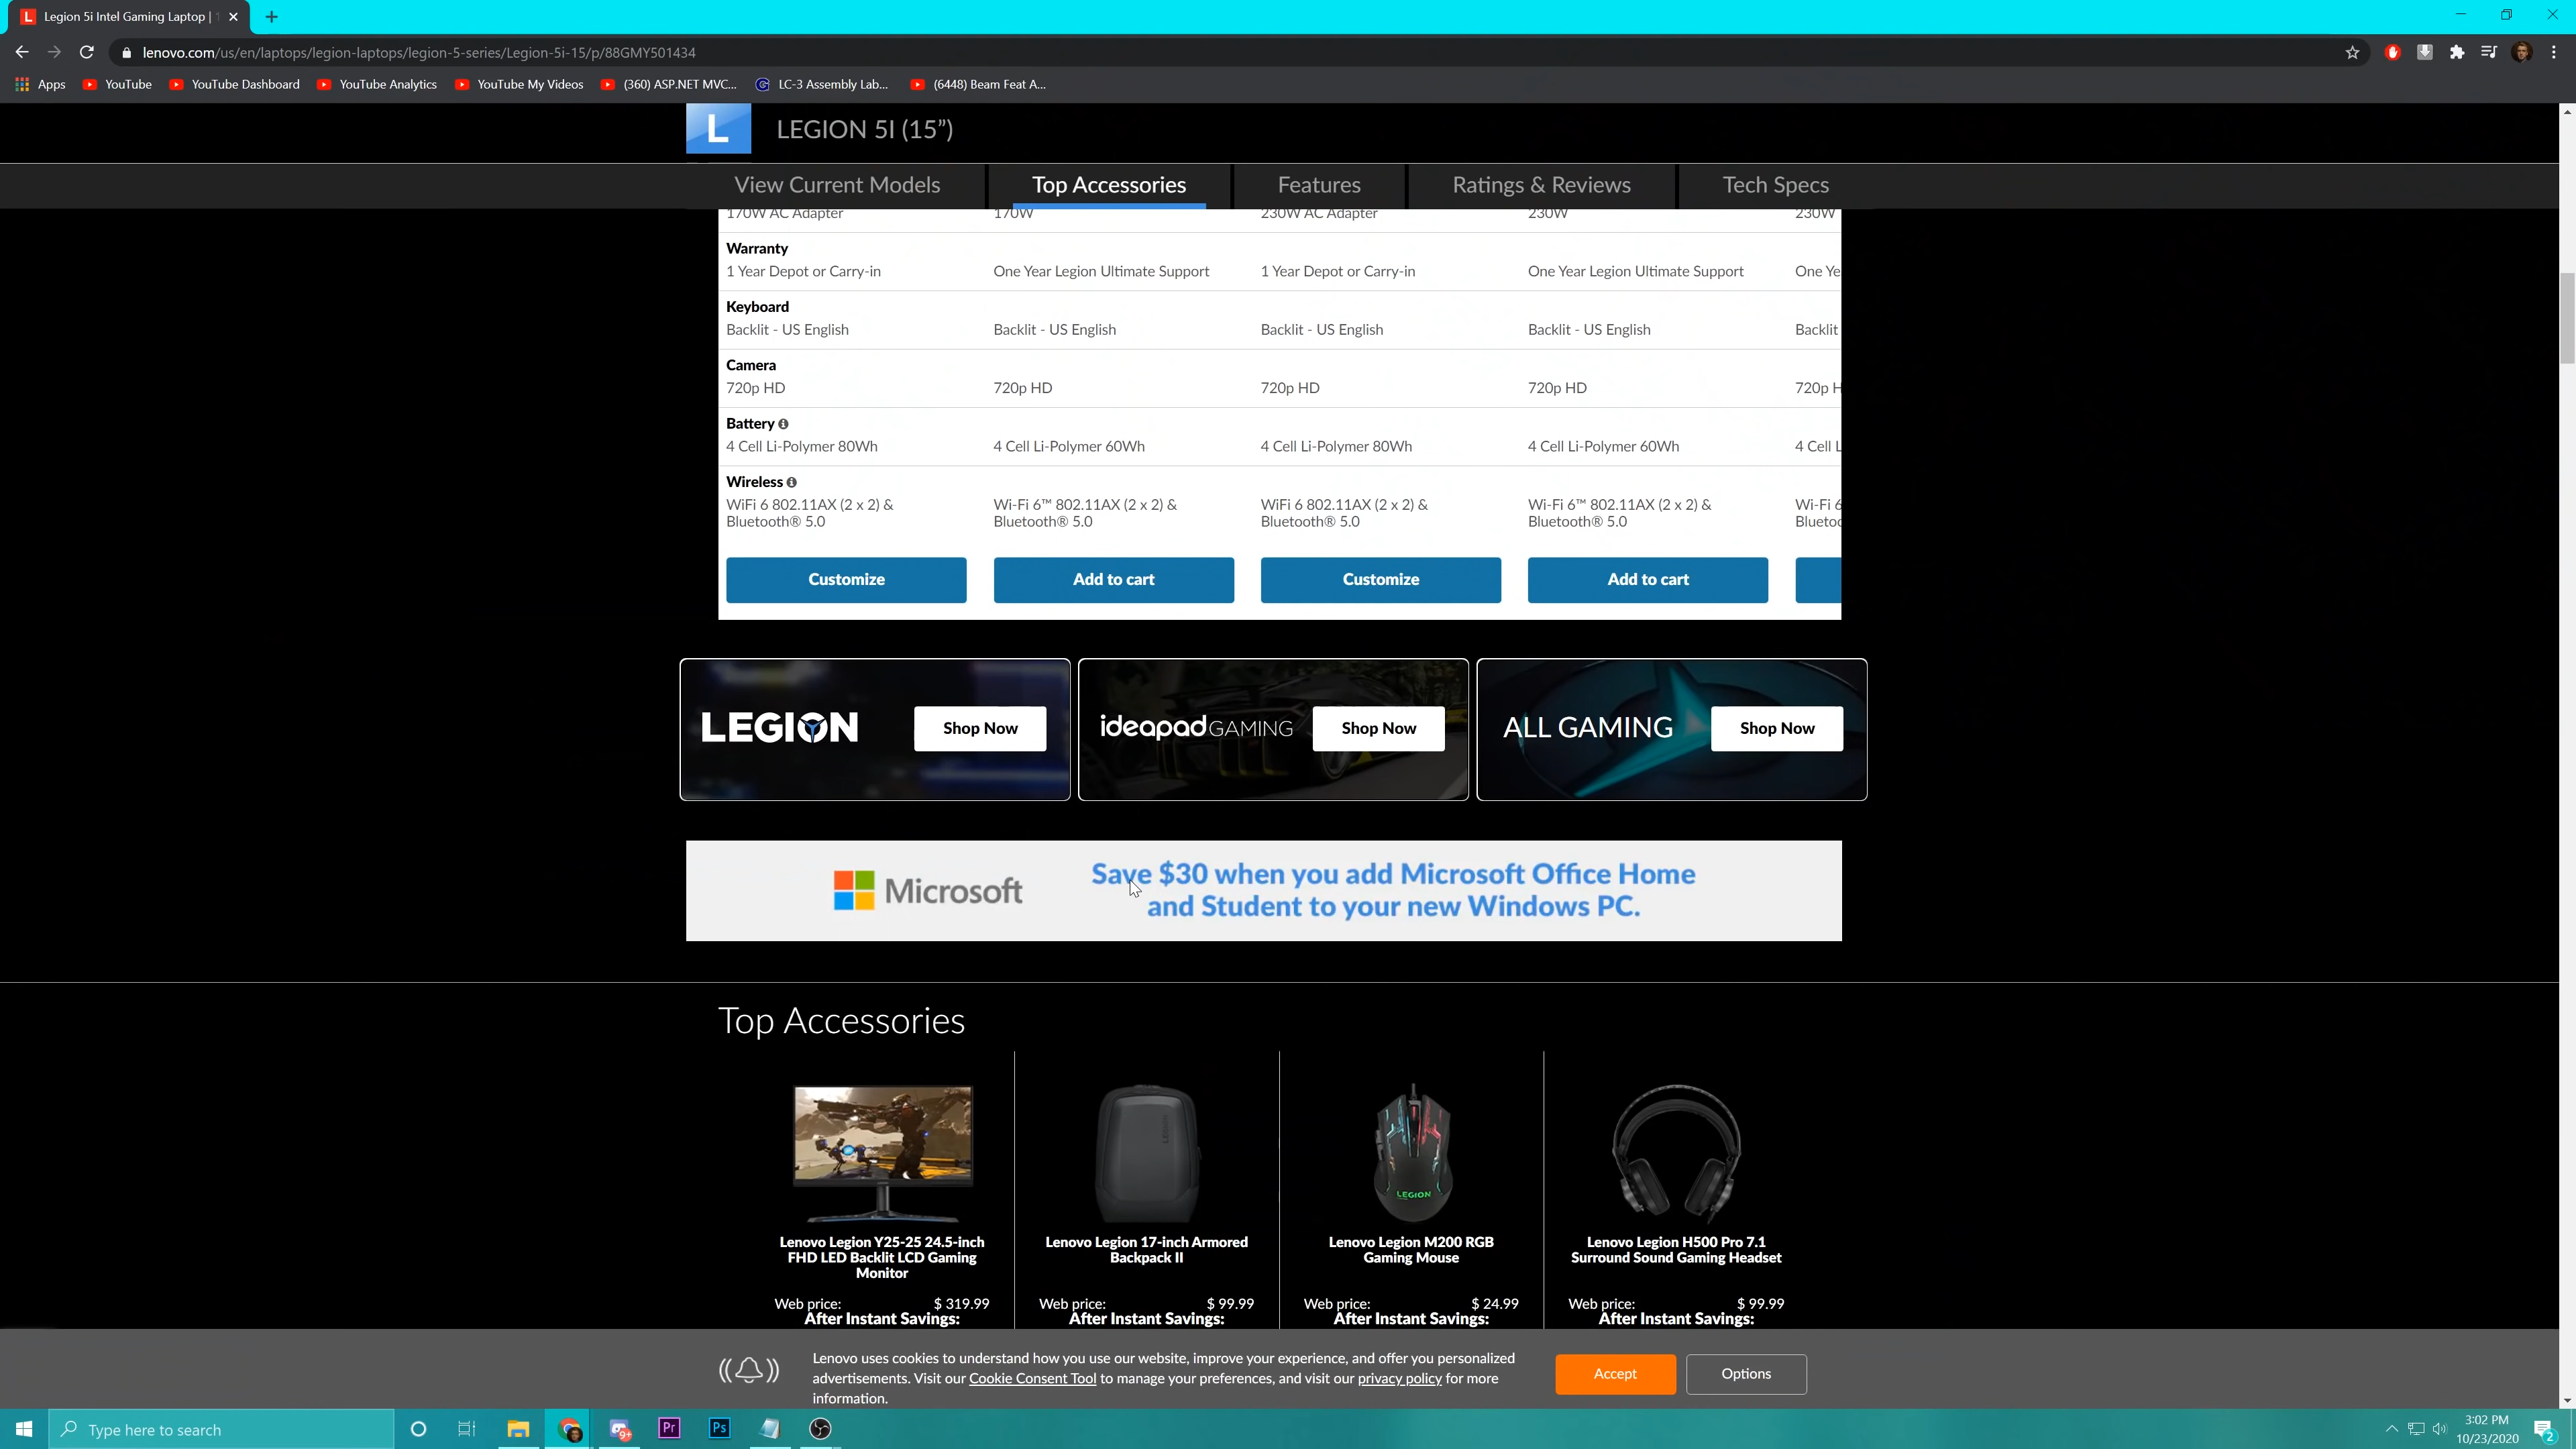 Legion 5i Intel Gaming Laptop |
lenovo.com/us/en/laptops/legion-laptops/legion-5-series/Legion-5i-15/p/88GMY501434
Apps YouTube YouTube Dashboard YouTube Analytics YouTube My Videos (360) ASP.NET MVC... LC-3 Assembly Lab... (6448) Beam Feat A...
L LEGION 5I (15”)
View Current Models Top Accessories Features Ratings & Reviews Tech Specs
170W AC Adapter 170W 230W AC Adapter 230W 230W
Warranty
1 Year Depot or Carry-in One Year Legion Ultimate Support 1 Year Depot or Carry-in One Year Legion Ultimate Support One Ye
Keyboard
Backlit - US English Backlit - US English Backlit - US English Backlit - US English Backlit
Camera
720p HD 720p HD 720p HD 720p HD 720p H
Battery
4 Cell Li-Polymer 80Wh 4 Cell Li-Polymer 60Wh 4 Cell Li-Polymer 80Wh 4 Cell Li-Polymer 60Wh 4 Cell L
Wireless
WiFi 6 802.11AX (2 x 2) & Wi-Fi 6™ 802.11AX (2 x 2) & WiFi 6 802.11AX (2 x 2) & Wi-Fi 6™ 802.11AX (2 x 2) & Wi-Fi 6
Bluetooth® 5.0 Bluetooth® 5.0 Bluetooth® 5.0 Bluetooth® 5.0 Bluetoo
Customize Add to cart Customize Add to cart
LEGION Shop Now ideapadGAMING Shop Now ALL GAMING Shop Now
Microsoft
Save $30 when you add Microsoft Office Home
and Student to your new Windows PC.
Top Accessories
LEGION
Lenovo Legion Y25-25 24.5-inch
FHD LED Backlit LCD Gaming
Monitor
Web price: $ 319.99
After Instant Savings:
Lenovo Legion 17-inch Armored
Backpack II
Web price: $ 99.99
After Instant Savings:
Lenovo Legion M200 RGB
Gaming Mouse
Web price: $ 24.99
After Instant Savings:
Lenovo Legion H500 Pro 7.1
Surround Sound Gaming Headset
Web price: $ 99.99
After Instant Savings:
Lenovo uses cookies to understand how you use our website, improve your experience, and offer you personalized
advertisements. Visit our Cookie Consent Tool to manage your preferences, and visit our privacy policy for more
information.
Accept Options
Type here to search
9+
Pr
Ps
3:02 PM
10/23/2020
2